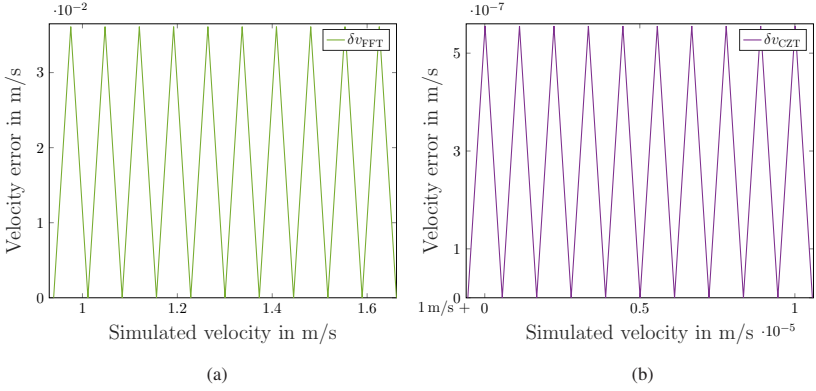 ·10⁻²
δv_FFT
3
2
1
0
Velocity error in m/s
1
1.2
1.4
1.6
Simulated velocity in m/s
(a)
·10⁻⁷
δv_CZT
5
3
1
0
Velocity error in m/s
1 m/s +
0
0.5
1
Simulated velocity in m/s ·10⁻⁵
(b)